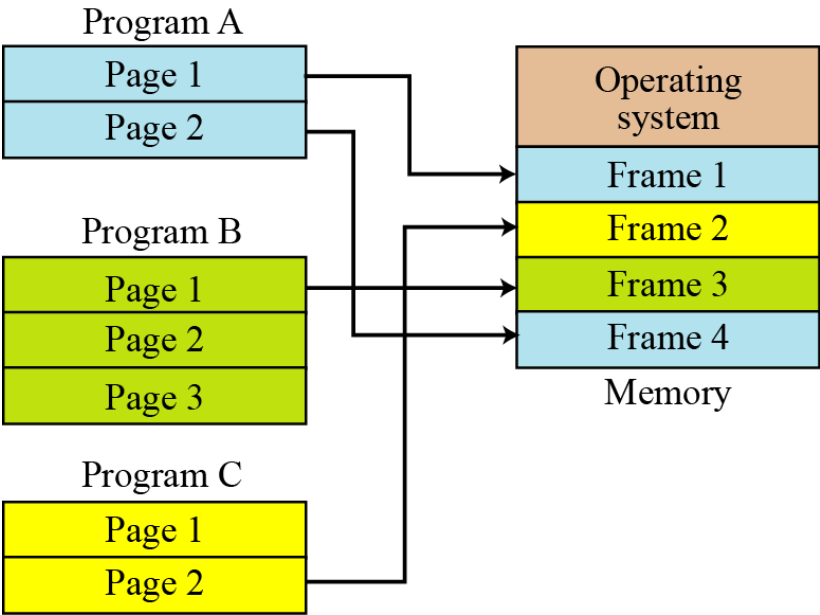 Program A
Page 1
Page 2
Program B
Page 1
Page 2
Page 3
Program C
Page 1
Page 2
Operating
system
Frame 1
Frame 2
Frame 3
Frame 4
Memory